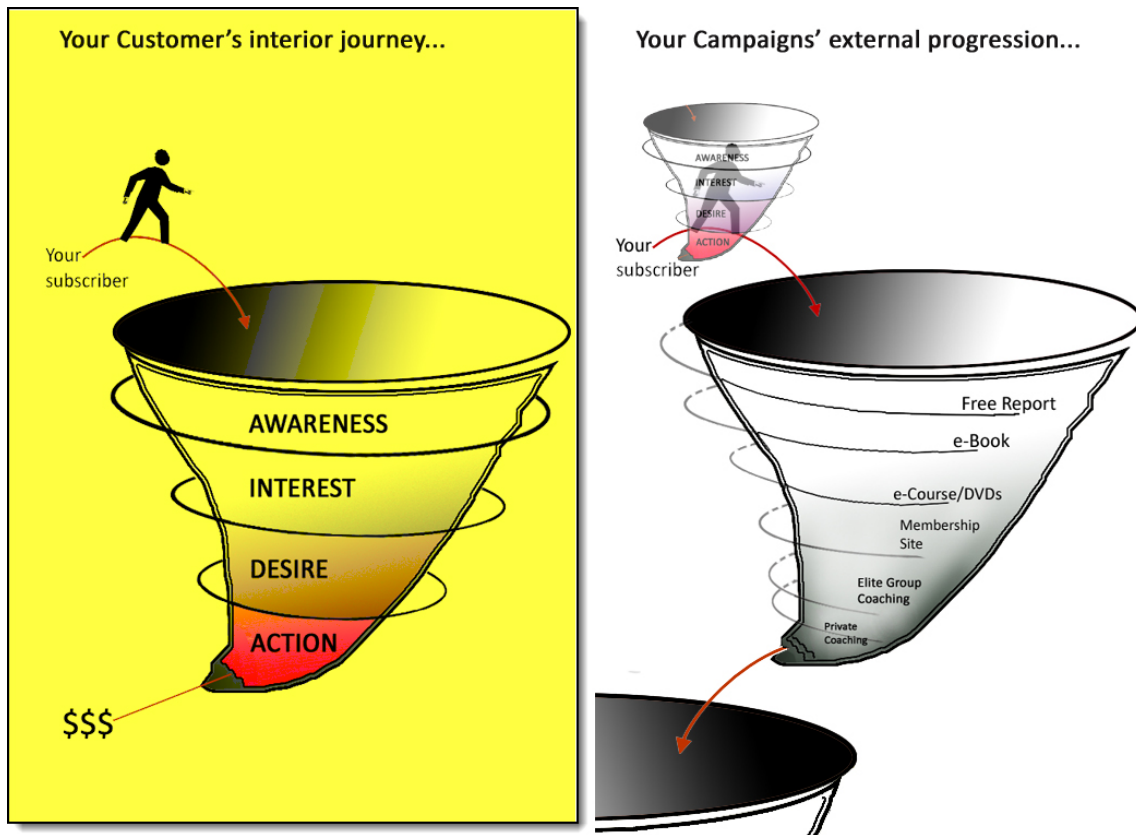 Your Customer's interior journey...
Your
subscriber
AWARENESS
INTEREST
DESIRE
ACTION
$$$
Your Campaigns' external progression...
AWARENESS
INTEREST
DESIRE
ACTION
Your
subscriber
Free Report
e-Book
e-Course/DVDs
Membership
Site
Elite Group
Coaching
Private
Coaching